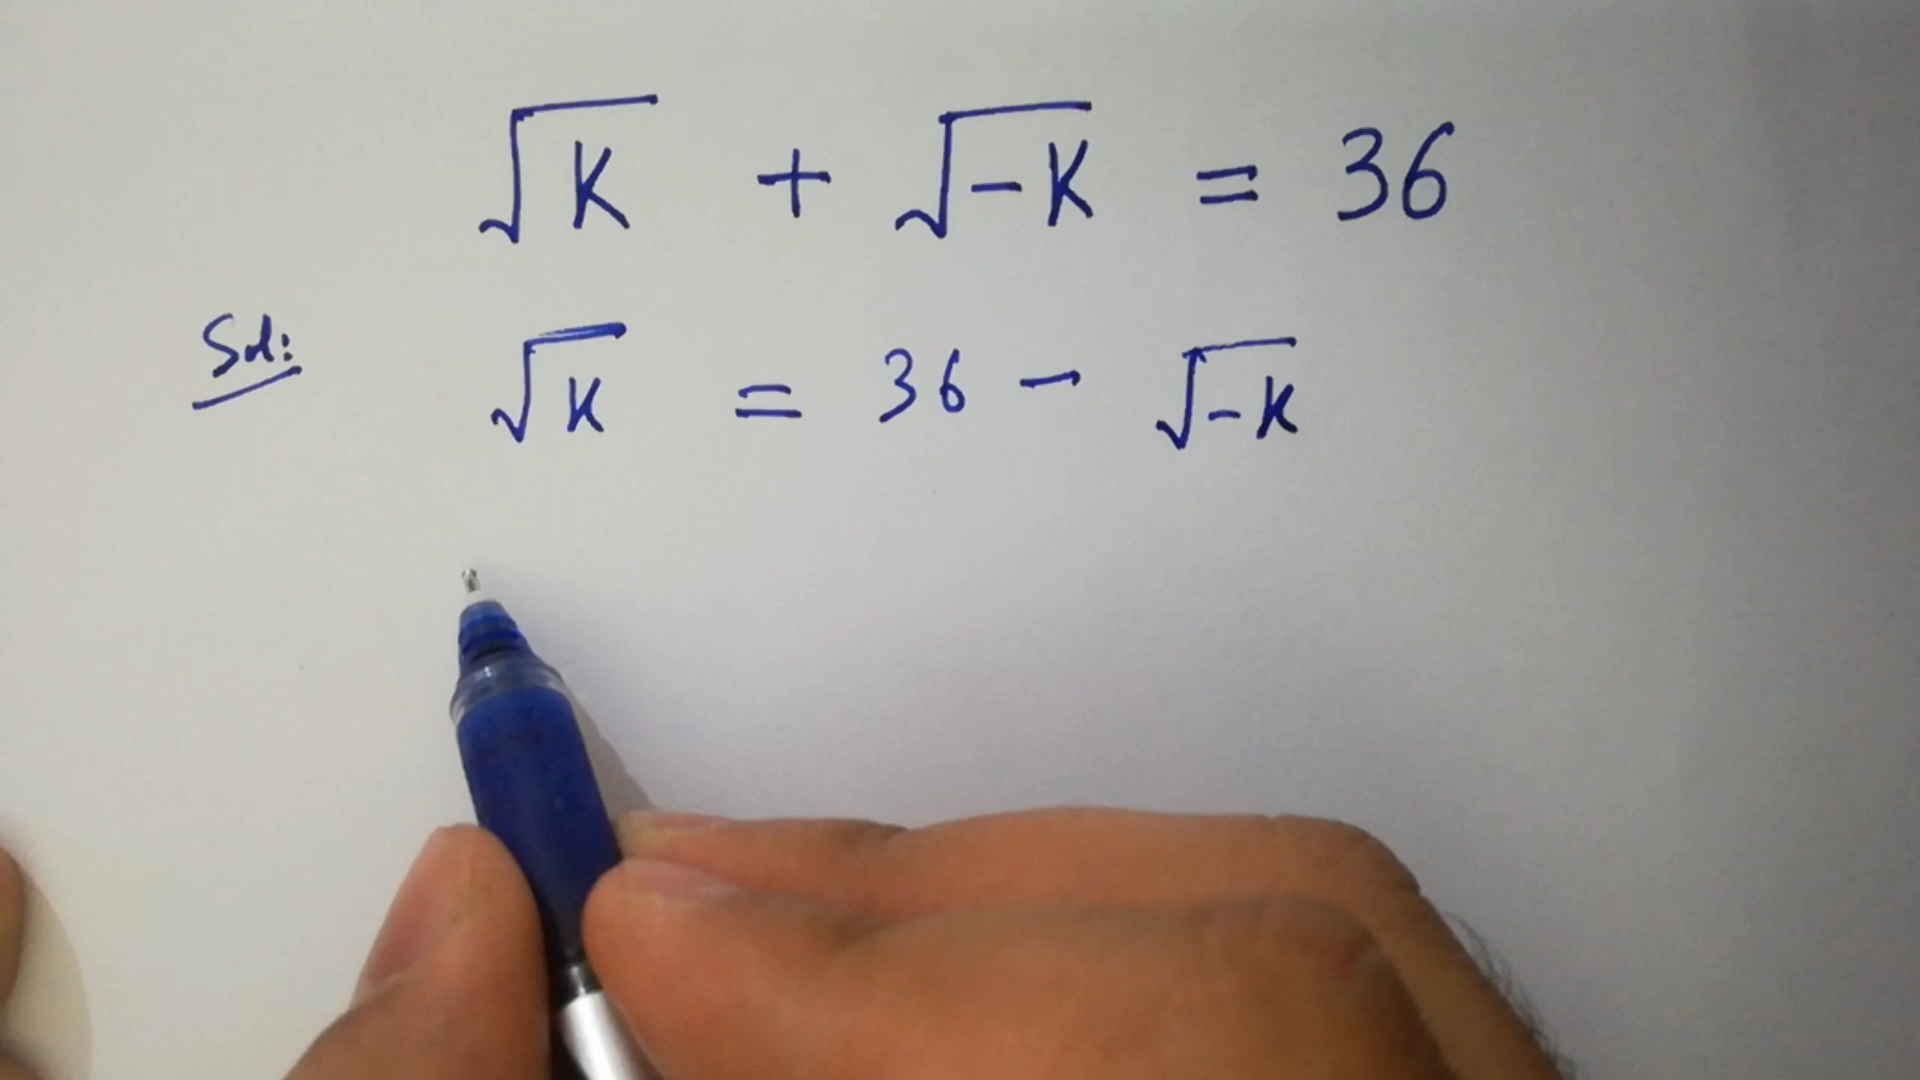 √K + √-K = 36
Sol:
√K = 36 - √-K